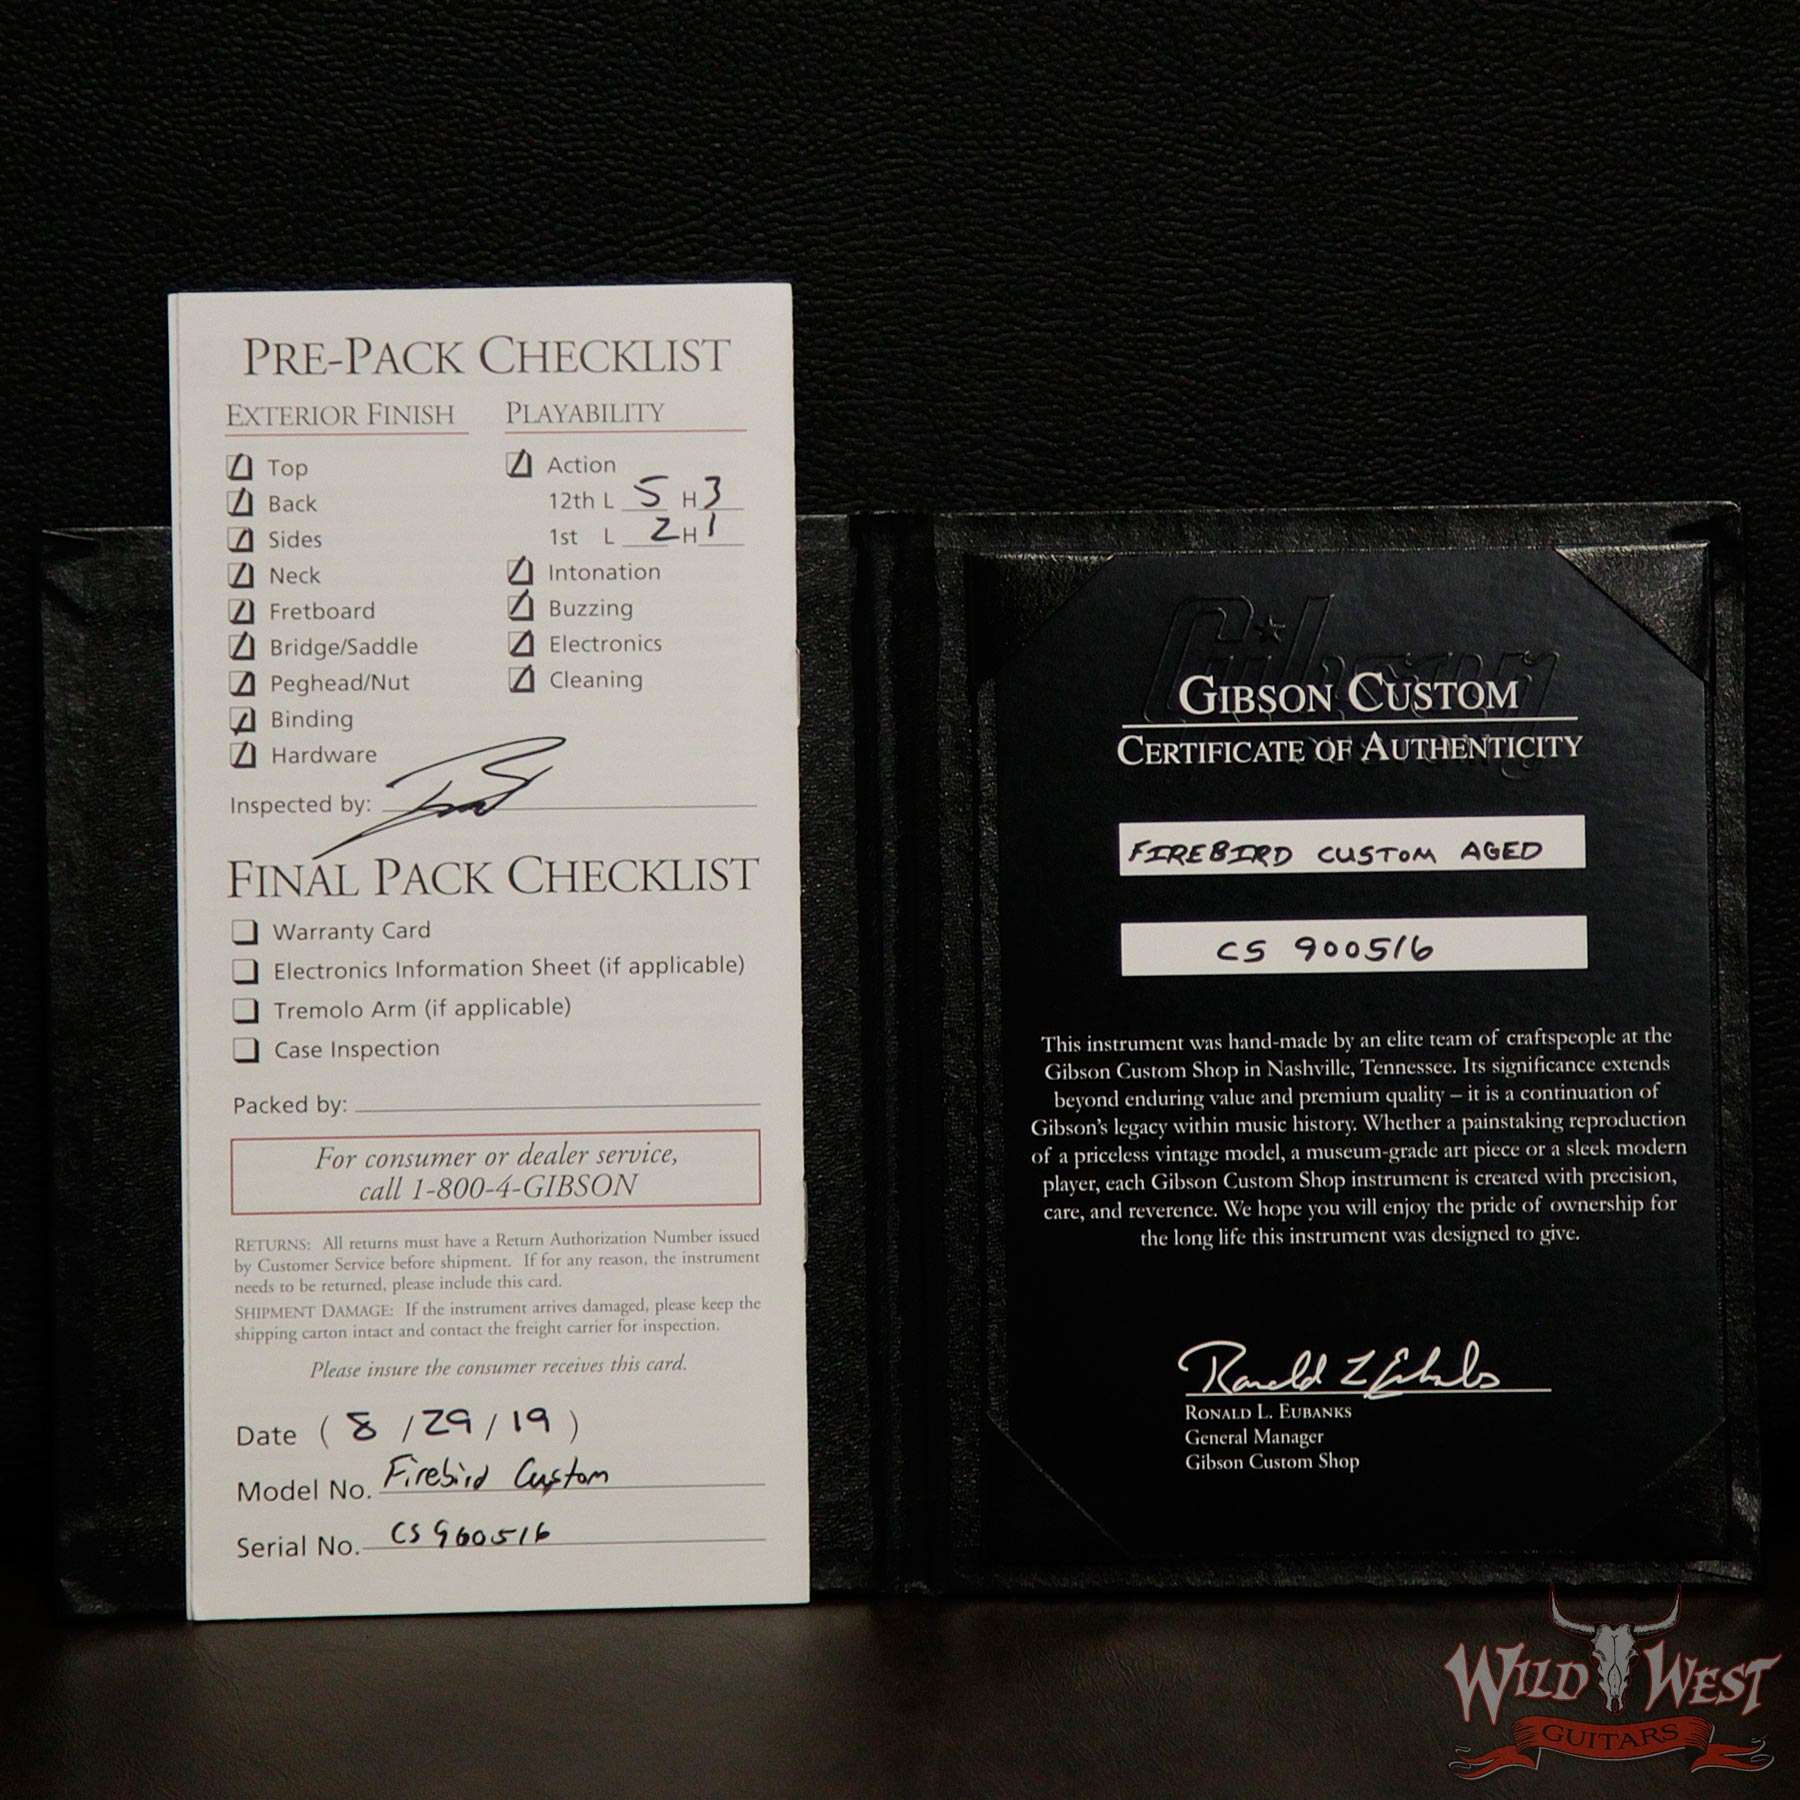 PRE-PACK CHECKLIST
EXTERIOR FINISH
Top
Back
Sides
Neck
Fretboard
Bridge/Saddle
Peghead/Nut
Binding
Hardware
PLAYABILITY
Action
12th L 5 H 3
1st L 2 H 1
Intonation
Buzzing
Electronics
Cleaning
Inspected by:
FINAL PACK CHECKLIST
Warranty Card
Electronics Information Sheet (if applicable)
Tremolo Arm (if applicable)
Case Inspection
Packed by:
For consumer or dealer service,
call 1-800-4-GIBSON
RETURNS: All returns must have a Return Authorization Number issued
by Customer Service before shipment. If for any reason, the instrument
needs to be returned, please include this card.
SHIPMENT DAMAGE: If the instrument arrives damaged, please keep the
shipping carton intact and contact the freight carrier for inspection.
Please insure the consumer receives this card.
Date ( 8 / 29 / 19 )
Model No. Firebird Custom
Serial No. CS 900516
Gibson
GIBSON CUSTOM
CERTIFICATE OF AUTHENTICITY
FIREBIRD CUSTOM AGED
CS 900516
This instrument was hand-made by an elite team of craftspeople at the
Gibson Custom Shop in Nashville, Tennessee. Its significance extends
beyond enduring value and premium quality – it is a continuation of
Gibson's legacy within music history. Whether a painstaking reproduction
of a priceless vintage model, a museum-grade art piece or a sleek modern
player, each Gibson Custom Shop instrument is created with precision,
care, and reverence. We hope you will enjoy the pride of ownership for
the long life this instrument was designed to give.
Ronald L Eubanks
RONALD L. EUBANKS
General Manager
Gibson Custom Shop
WILD WEST
GUITARS